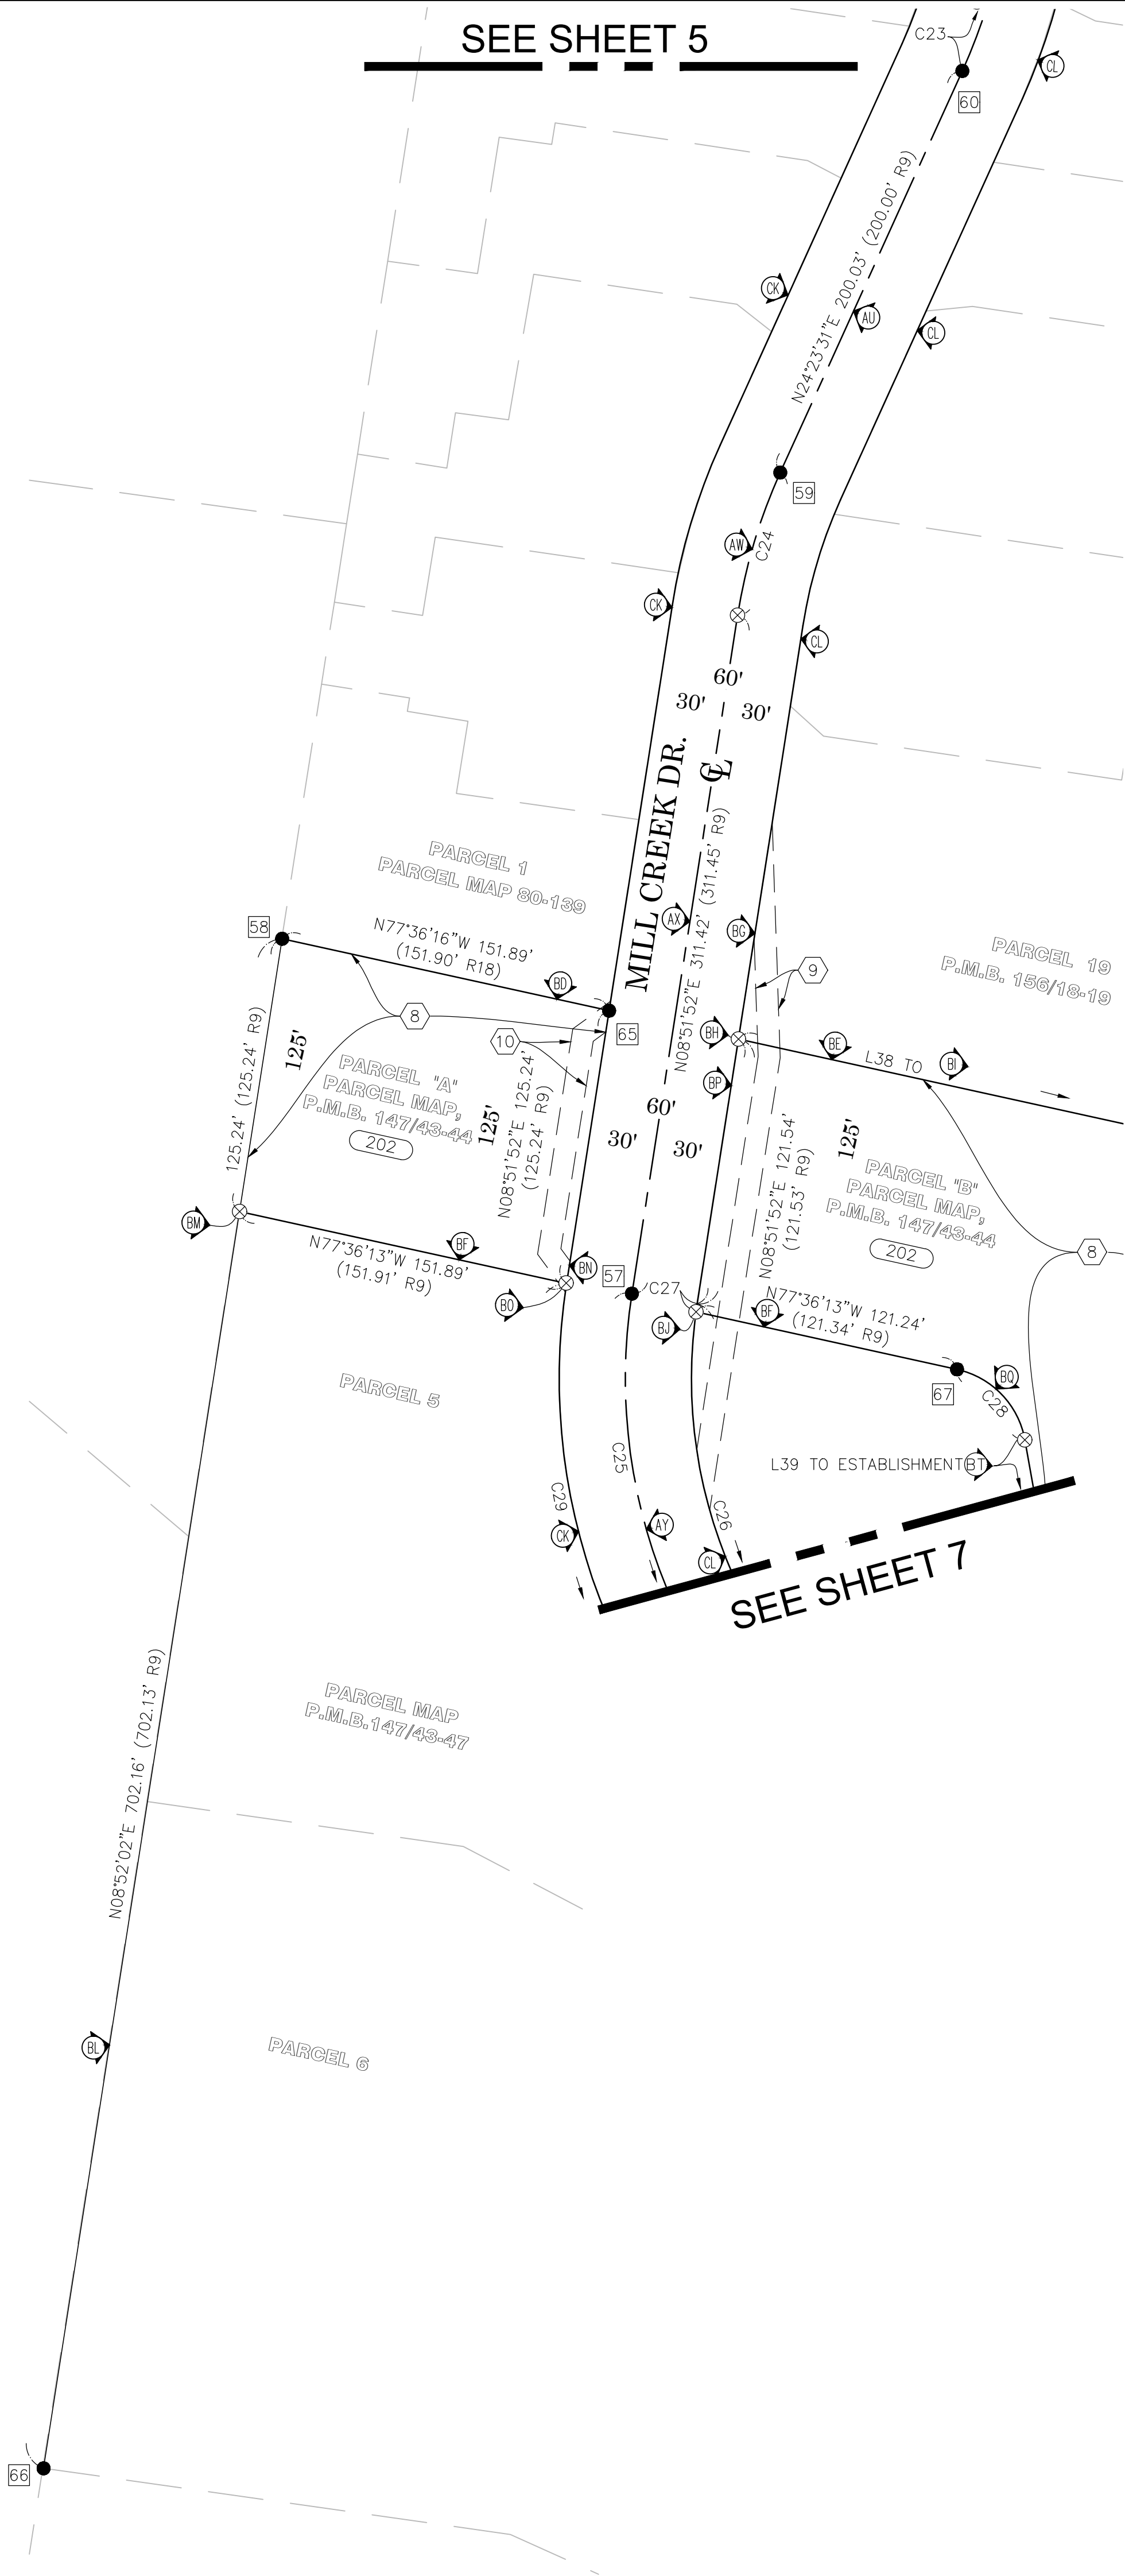 SEE SHEET 5
C23
CL
60
N24°23'31"E 200.03' (200.00' R9)
CK
AU
CL
59
AW
C24
CK
CL
60'
30'
30'
MILL CREEK DR.
CL
N08°51'52"E 311.42' (311.45' R9)
PARCEL 1
PARCEL MAP 80-139
58
N77°36'16"W 151.89'
(151.90' R18)
AX
BG
PARCEL 19
P.M.B. 156/18-19
9
BD
8
65
10
BH
BE
L38 TO
BI
125.24' (125.24' R9)
125'
PARCEL "A"
PARCEL MAP,
P.M.B. 147/43-44
202
125'
N08°51'52"E 125.24'
(125.24' R9)
BP
60'
30'
30'
125'
N08°51'52"E 121.54'
(121.53' R9)
PARCEL "B"
PARCEL MAP,
P.M.B. 147/43-44
202
8
BM
N77°36'13"W 151.89'
(151.91' R9)
BF
BN
BO
57
C27
BJ
BF
N77°36'13"W 121.24'
(121.34' R9)
67
BQ
C28
PARCEL 5
L39 TO ESTABLISHMENT
BT
C25
C29
C26
CK
AY
CL
SEE SHEET 7
PARCEL MAP
P.M.B.147/43-47
N08°52'02"E 702.16' (702.13' R9)
BL
PARCEL 6
66